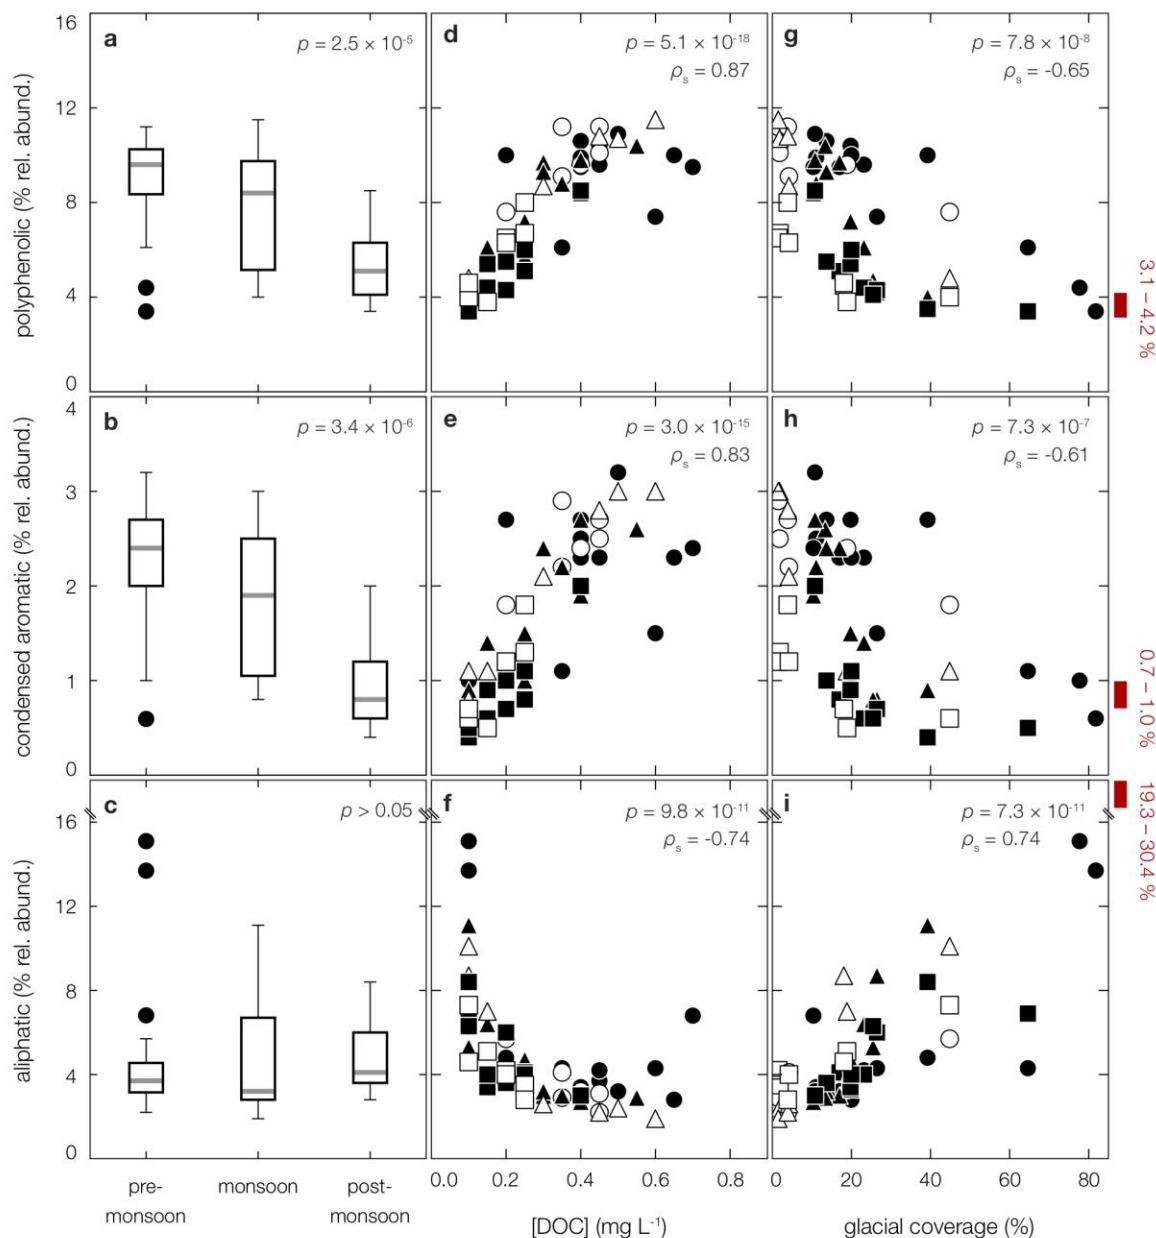 polyphenolic (% rel. abund.)
16
12
8
4
0
a
p = 2.5 × 10⁻⁵
d
p = 5.1 × 10⁻¹⁸
ρₛ = 0.87
g
p = 7.8 × 10⁻⁸
ρₛ = -0.65
3.1 – 4.2 %
condensed aromatic (% rel. abund.)
4
3
2
1
0
b
p = 3.4 × 10⁻⁶
e
p = 3.0 × 10⁻¹⁵
ρₛ = 0.83
h
p = 7.3 × 10⁻⁷
ρₛ = -0.61
0.7 – 1.0 %
aliphatic (% rel. abund.)
16
12
8
4
0
c
p > 0.05
f
p = 9.8 × 10⁻¹¹
ρₛ = -0.74
i
p = 7.3 × 10⁻¹¹
ρₛ = 0.74
19.3 – 30.4 %
pre-
monsoon
monsoon
post-
monsoon
0.0 0.2 0.4 0.6 0.8
[DOC] (mg L⁻¹)
0 20 40 60 80
glacial coverage (%)